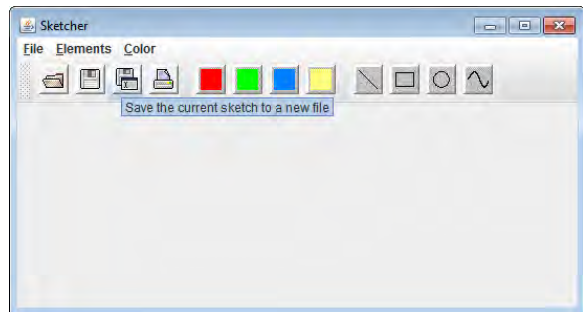 Sketcher
File Elements Color
Save the current sketch to a new file